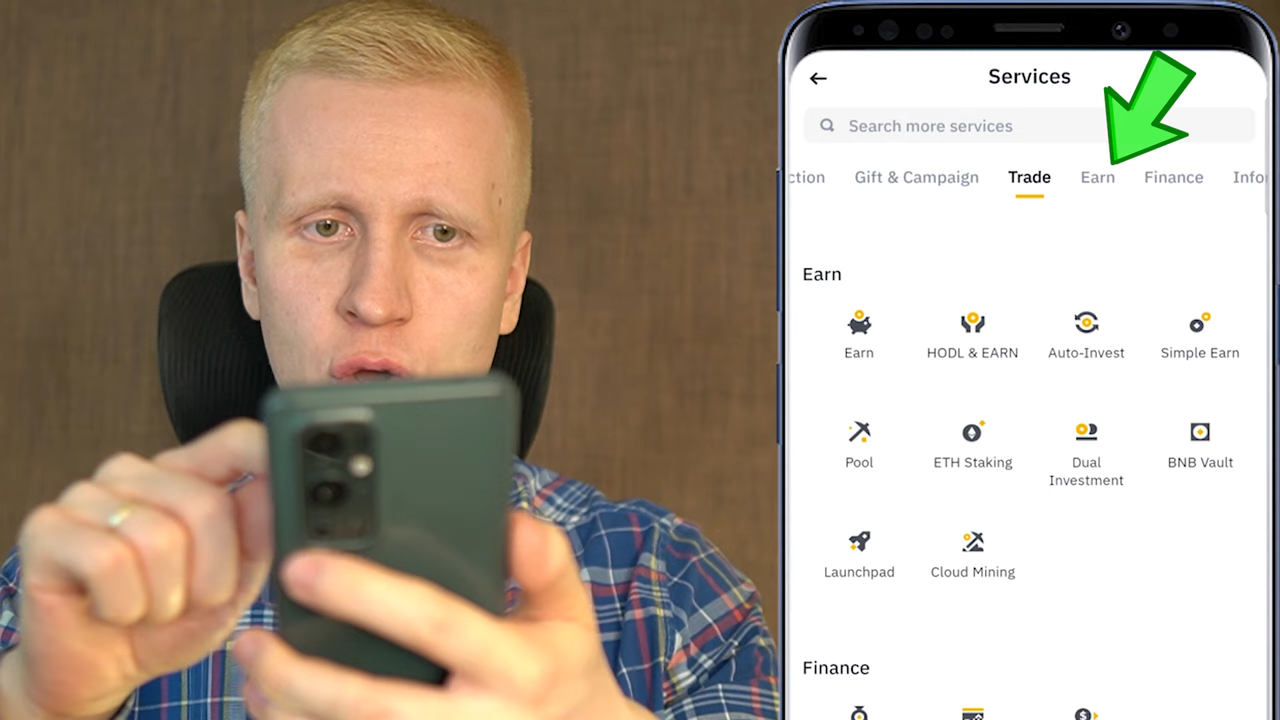 Services
Search more services
ction Gift & Campaign Trade Earn Finance Infor
Earn
Earn HODL & EARN Auto-Invest Simple Earn
Pool ETH Staking Dual Investment BNB Vault
Launchpad Cloud Mining
Finance